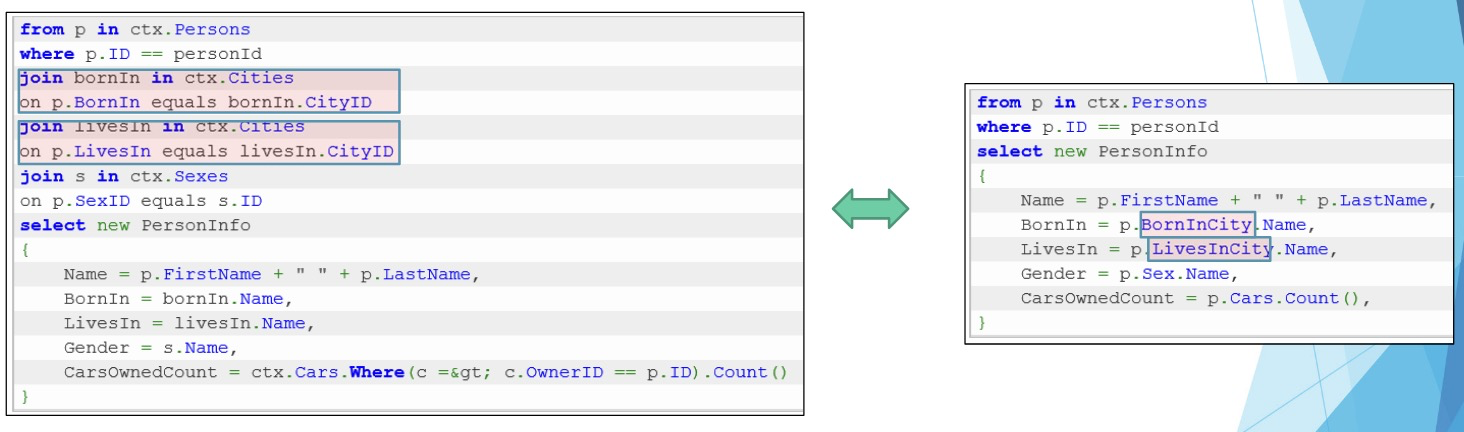 from p in ctx.Persons
where p.ID == personId
join bornIn in ctx.Cities
on p.BornIn equals bornIn.CityID
join livesIn in ctx.Cities
on p.LivesIn equals livesIn.CityID
join s in ctx.Sexes
on p.SexID equals s.ID
select new PersonInfo
{
    Name = p.FirstName + " " + p.LastName,
    BornIn = bornIn.Name,
    LivesIn = livesIn.Name,
    Gender = s.Name,
    CarsOwnedCount = ctx.Cars.Where(c =&gt; c.OwnerID == p.ID).Count()
}
from p in ctx.Persons
where p.ID == personId
select new PersonInfo
{
    Name = p.FirstName + " " + p.LastName,
    BornIn = p.BornInCity.Name,
    LivesIn = p.LivesInCity.Name,
    Gender = p.Sex.Name,
    CarsOwnedCount = p.Cars.Count(),
}